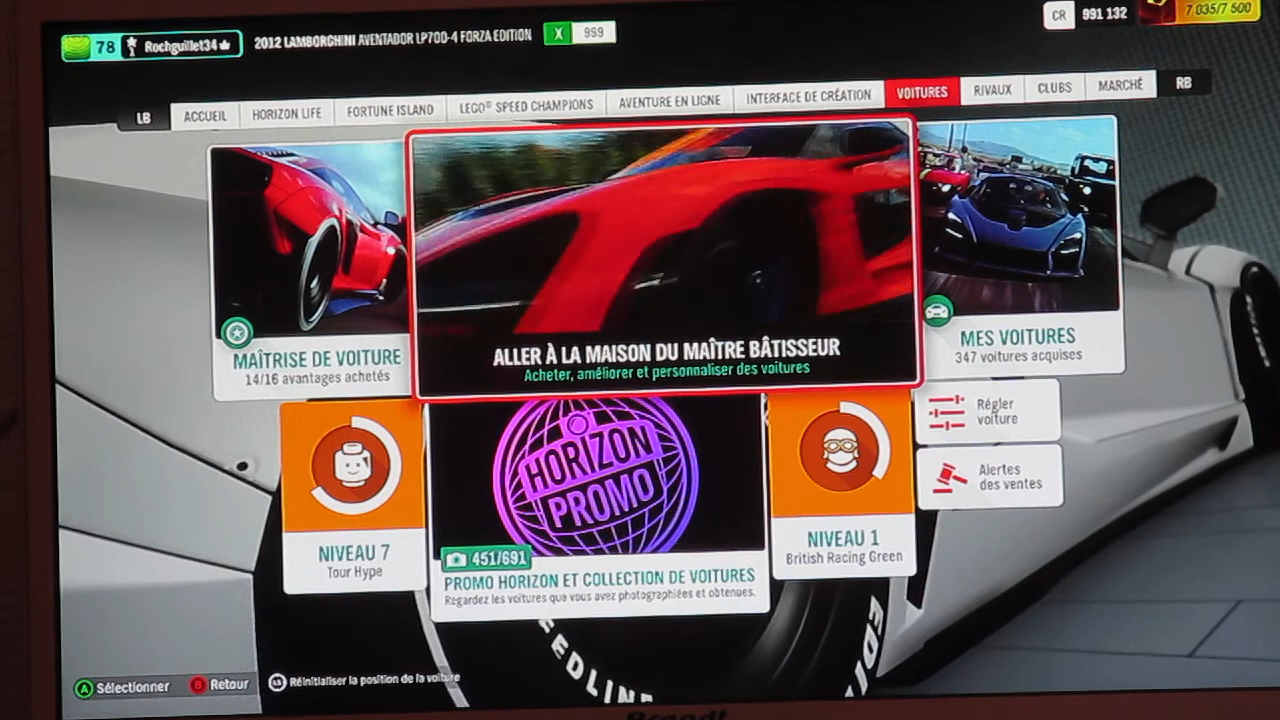 78 Rochguillet34 2012 LAMBORGHINI AVENTADOR LP700-4 FORZA EDITION X 999
CR 991 132 7 035/7 500
LB ACCUEIL HORIZON LIFE FORTUNE ISLAND LEGO® SPEED CHAMPIONS AVENTURE EN LIGNE INTERFACE DE CRÉATION VOITURES RIVAUX CLUBS MARCHÉ RB
MAÎTRISE DE VOITURE
14/16 avantages achetés
ALLER À LA MAISON DU MAÎTRE BÂTISSEUR
Acheter, améliorer et personnaliser des voitures
MES VOITURES
347 voitures acquises
Régler
voiture
Alertes
des ventes
NIVEAU 7
Tour Hype
HORIZON
PROMO
451/691
PROMO HORIZON ET COLLECTION DE VOITURES
Regardez les voitures que vous avez photographiées et obtenues.
NIVEAU 1
British Racing Green
EEDLINE
EDI
A Sélectionner B Retour LS Réinitialiser la position de la voiture
Brandt